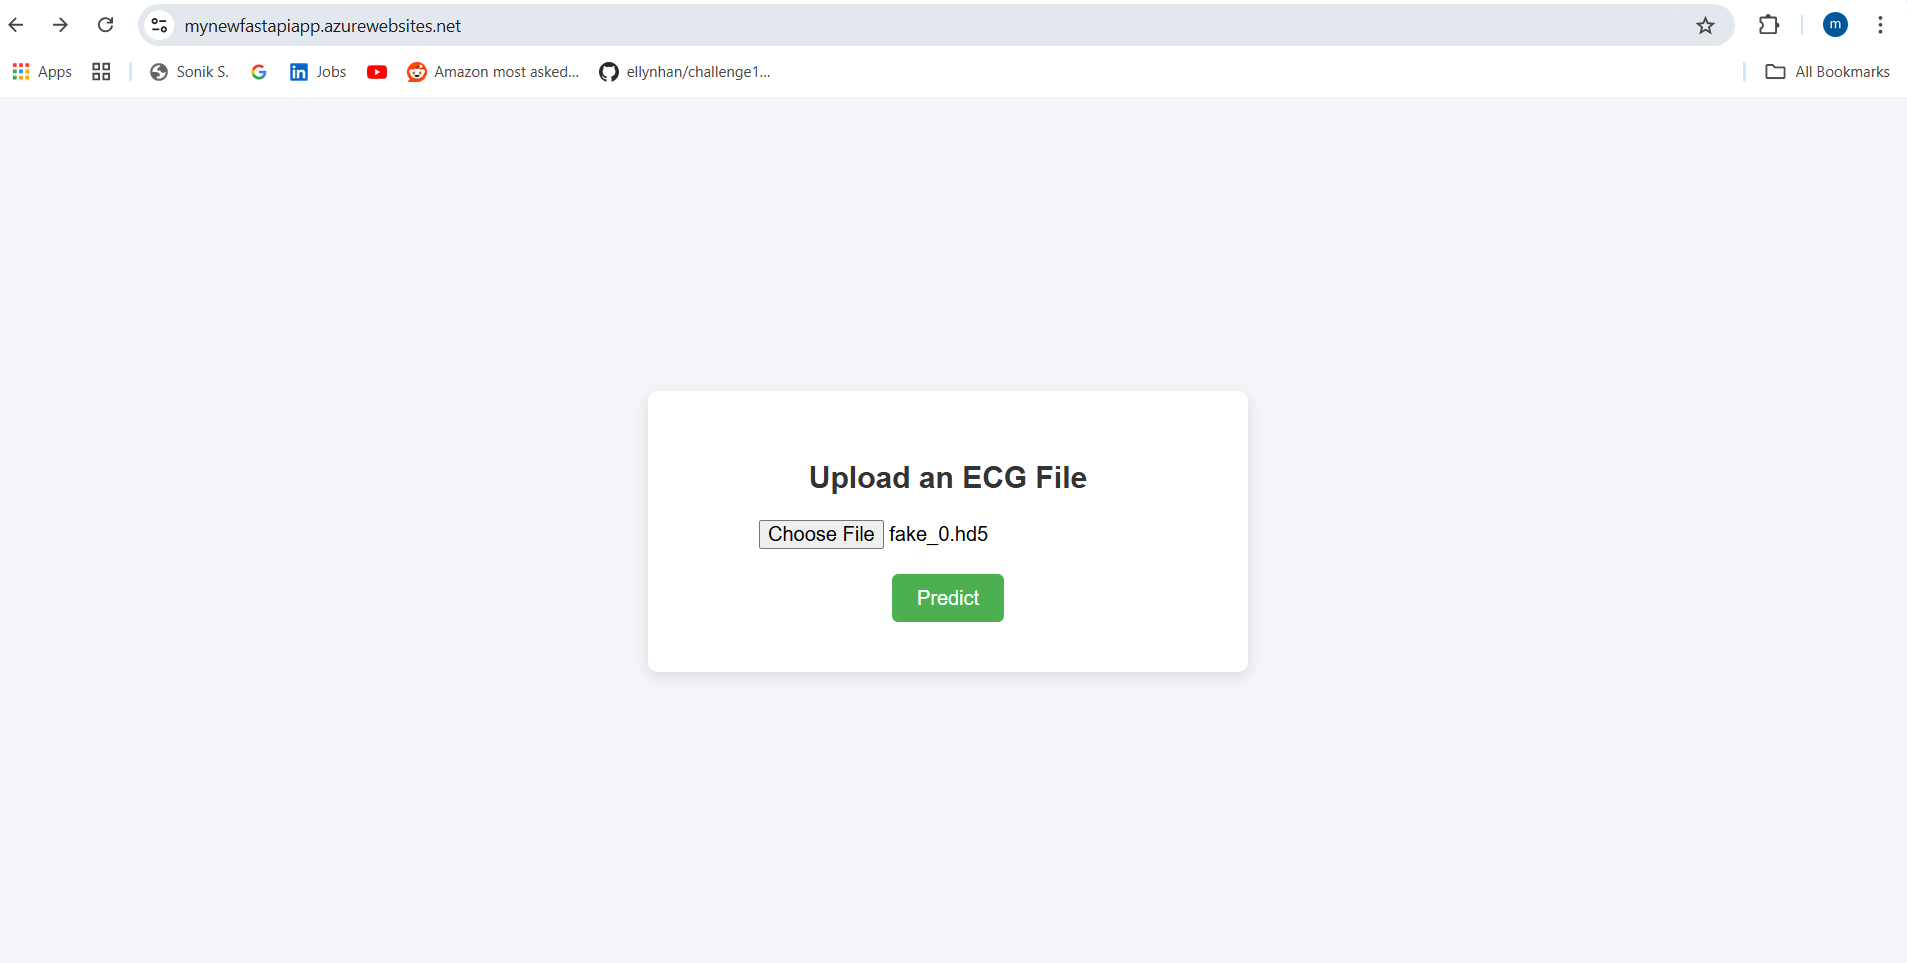 mynewfastapiapp.azurewebsites.net
m
Apps Sonik S. Jobs Amazon most asked... ellynhan/challenge1... All Bookmarks
Upload an ECG File
Choose File fake_0.hd5
Predict